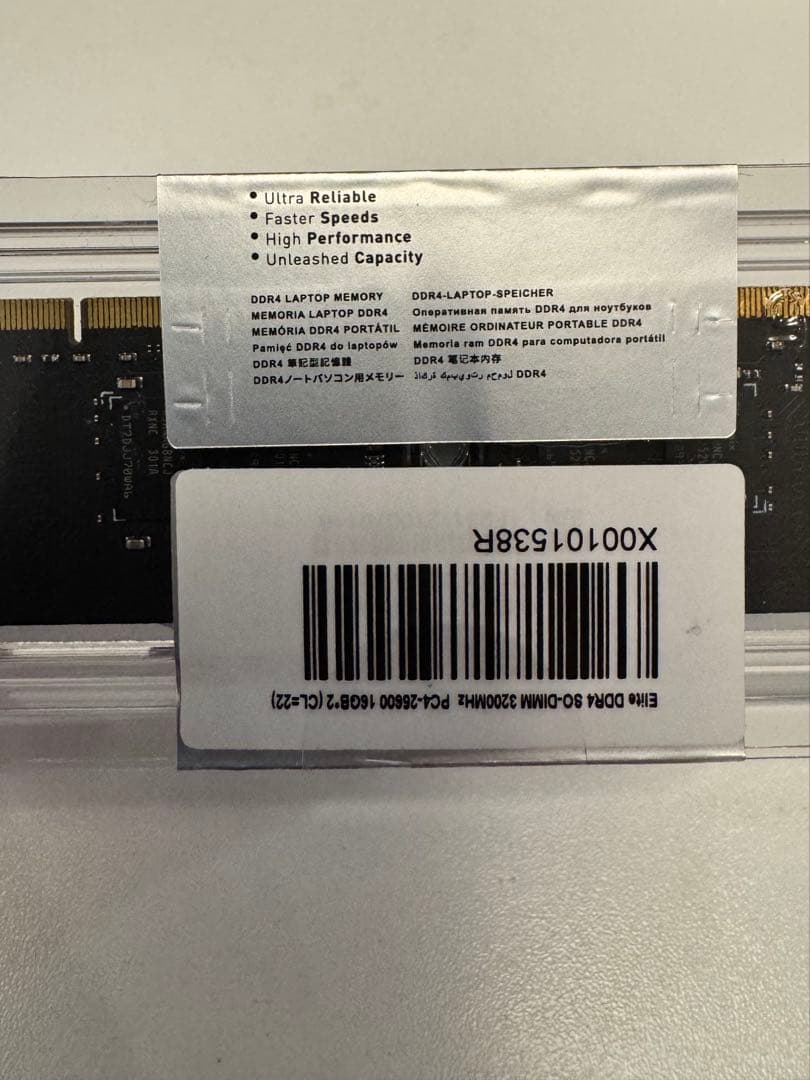 • Ultra Reliable
• Faster Speeds
• High Performance
• Unleashed Capacity
DDR4 LAPTOP MEMORY
MEMORIA LAPTOP DDR4
MEMÓRIA DDR4 PORTÁTIL
Pamięć DDR4 do laptopów
DDR4 筆記型記憶體
DDR4ノートパソコン用メモリー
DDR4-LAPTOP-SPEICHER
Оперативная память DDR4 для ноутбуков
MÉMOIRE ORDINATEUR PORTABLE DDR4
Memoria ram DDR4 para computadora portátil
DDR4 笔记本内存
DDR4
X00101538R
Elite DDR4 SO-DIMM 3200MHz PC4-25600 16GB*2 (CL=22)